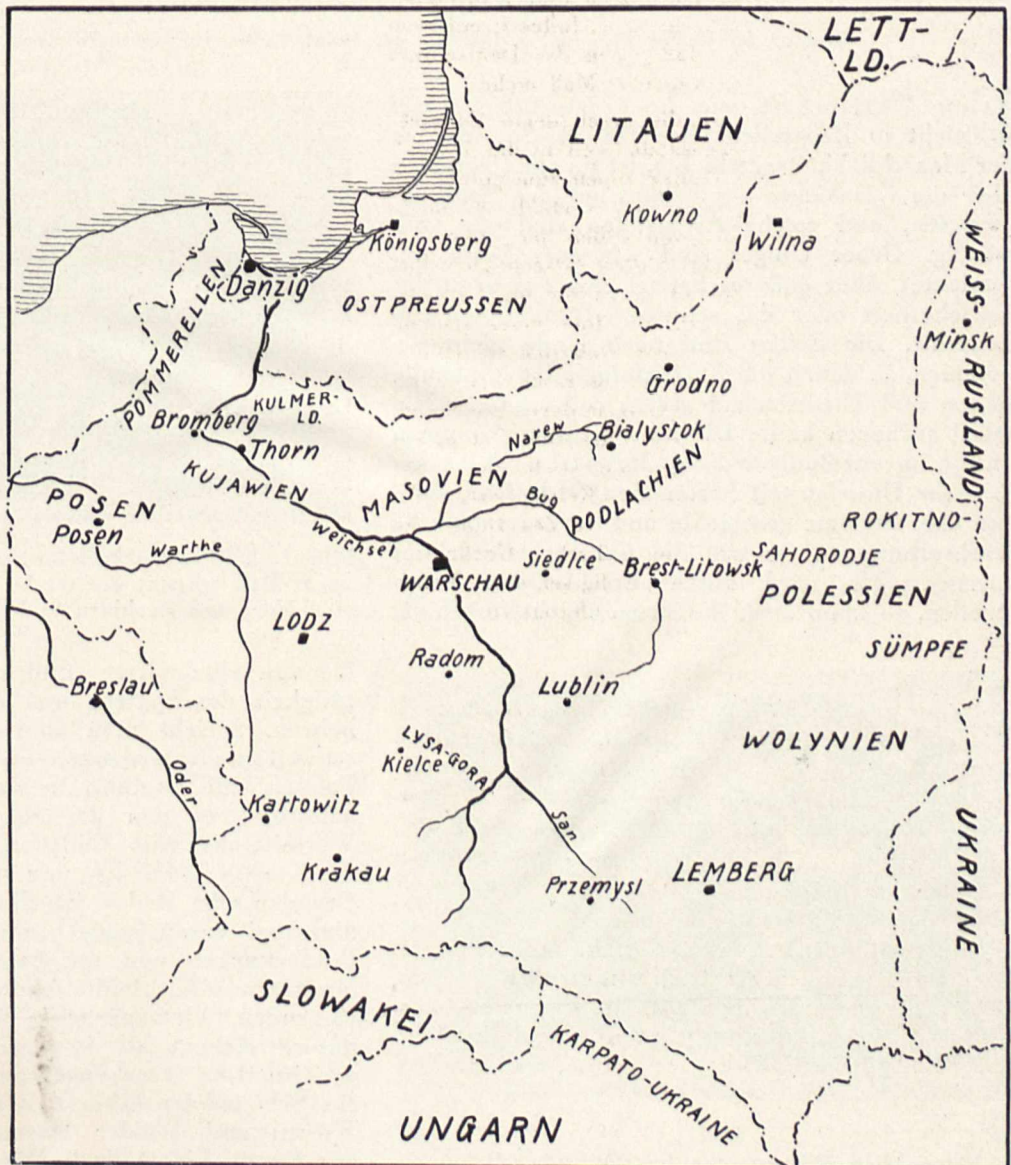 LETT-
LD.
LITAUEN
Kowno
Wilna
Königsberg
Danzig
OSTPREUSSEN
POMMERELLEN
WEISS-RUSSLAND
Minsk
Grodno
KULMER-
LD.
Bromberg
Thorn
Narew
Bialystok
KUJAWIEN
MASOVIEN
Bug
PODLACHIEN
POSEN
Posen
Warthe
Weichsel
WARSCHAU
Siedlce
Brest-Litowsk
ROKITNO-
SAHORODJE
POLESSIEN
SÜMPFE
LODZ
Radom
Lublin
Breslau
Oder
LYSA-GORA
Kielce
WOLYNIEN
Kattowitz
San
Krakau
Przemysl
LEMBERG
UKRAINE
SLOWAKEI
KARPATO-UKRAINE
UNGARN